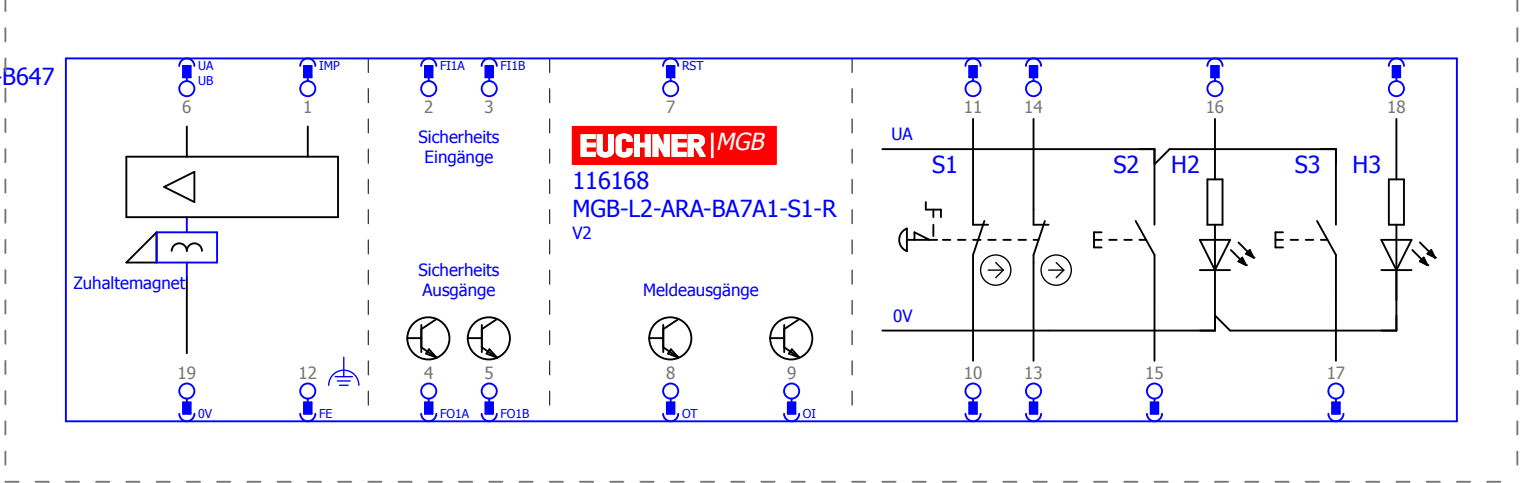 -B647
UA
UB
IMP
FI1A
FI1B
RST
6
1
2
3
7
11
14
16
18
Sicherheits
Eingänge
EUCHNER|MGB
116168
MGB-L2-ARA-BA7A1-S1-R
V2
UA
S1
S2
H2
S3
H3
Zuhaltemagnet
Sicherheits
Ausgänge
Meldeausgänge
0V
19
12
4
5
8
9
10
13
15
17
0V
FE
FO1A
FO1B
OT
OI